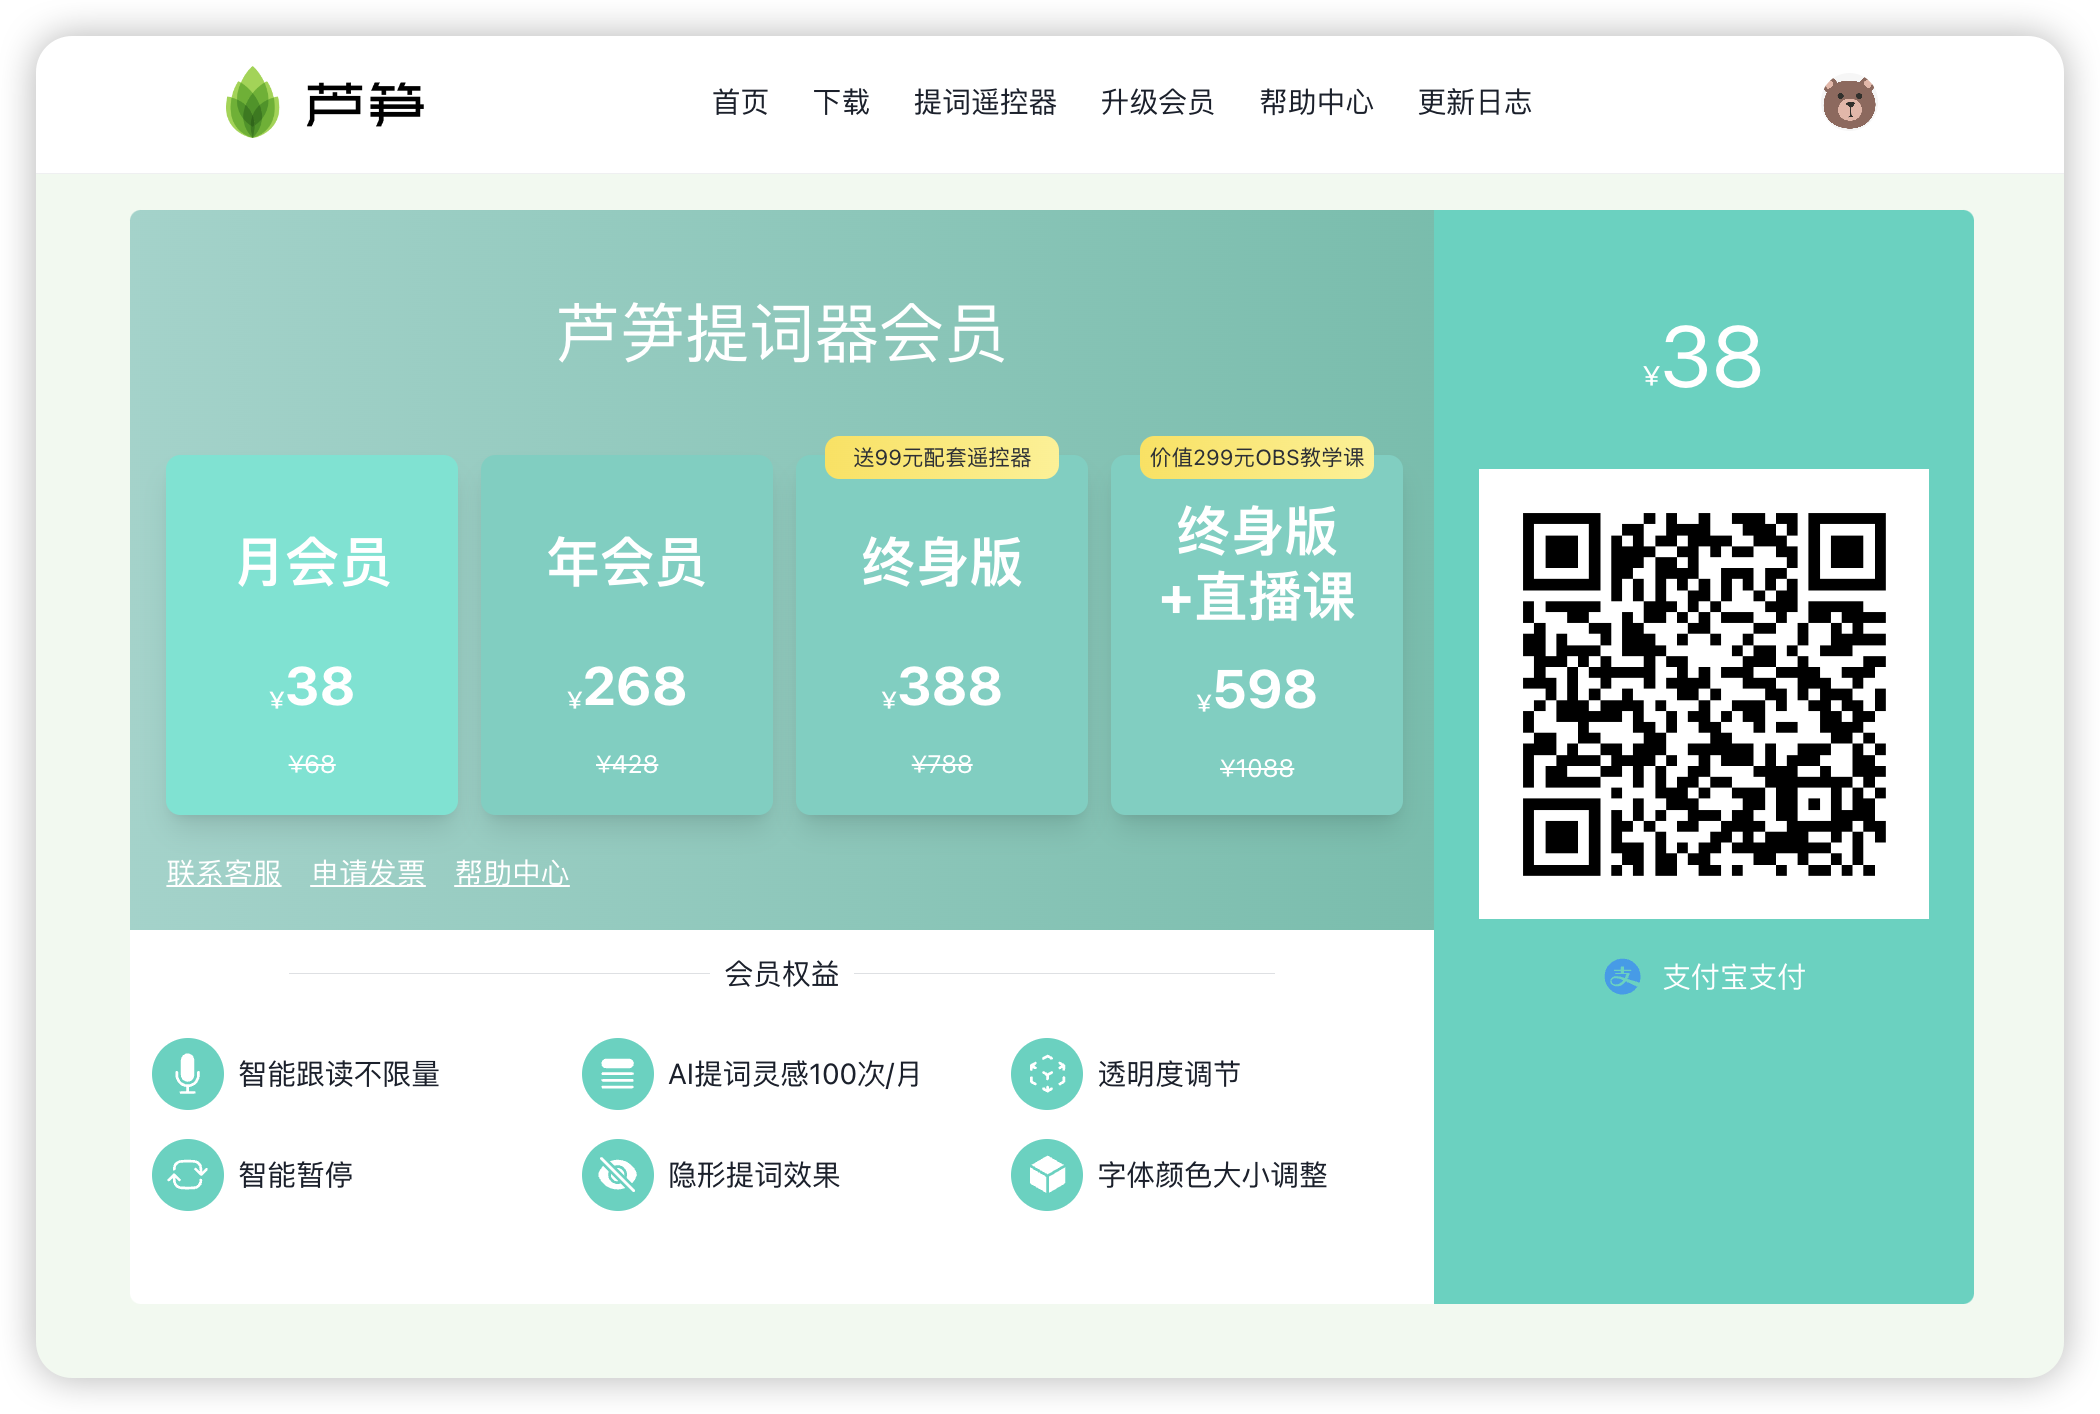 芦笋
首页 下载 提词遥控器 升级会员 帮助中心 更新日志
芦笋提词器会员
月会员
¥38
¥68
年会员
¥268
¥428
送99元配套遥控器
终身版
¥388
¥788
价值299元OBS教学课
终身版
+直播课
¥598
¥1088
联系客服 申请发票 帮助中心
会员权益
智能跟读不限量
AI提词灵感100次/月
透明度调节
智能暂停
隐形提词效果
字体颜色大小调整
¥38
支
支付宝支付